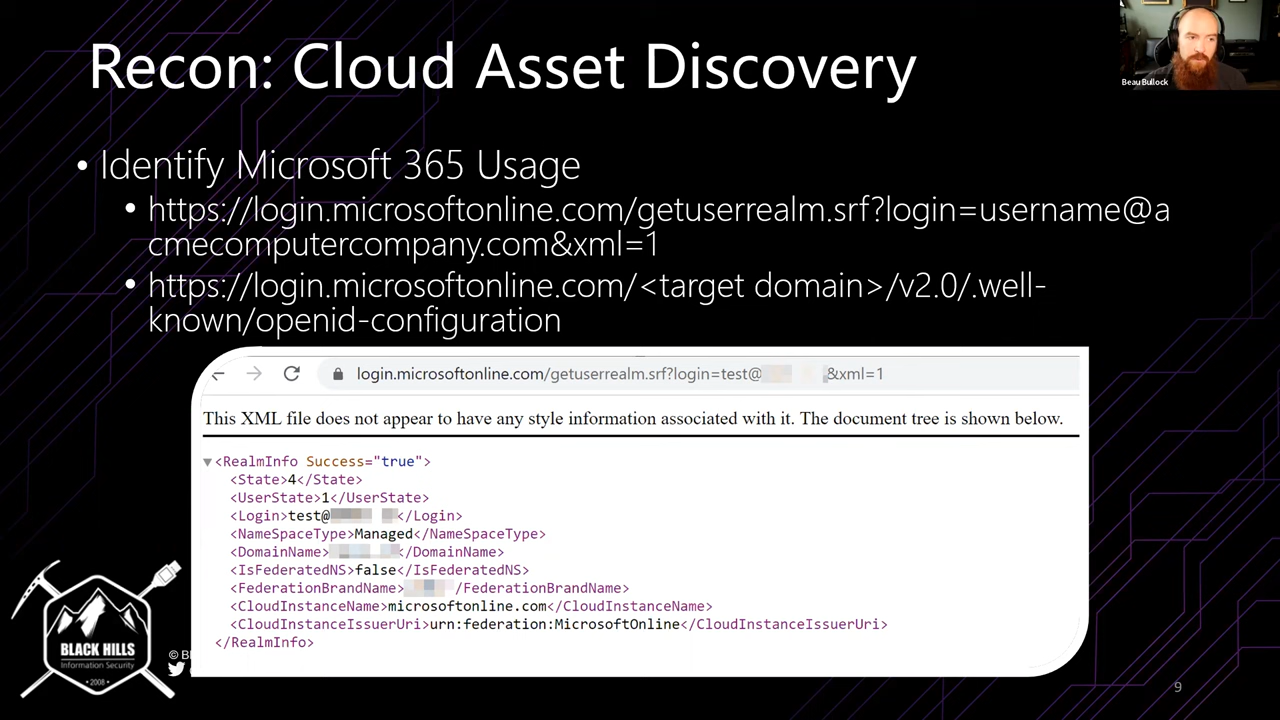 Recon: Cloud Asset Discovery
Beau Bullock
• Identify Microsoft 365 Usage
• https://login.microsoftonline.com/getuserrealm.srf?login=username@a
cmecomputercompany.com&xml=1
• https://login.microsoftonline.com/<target domain>/v2.0/.well-
known/openid-configuration
login.microsoftonline.com/getuserrealm.srf?login=test@ &xml=1
This XML file does not appear to have any style information associated with it. The document tree is shown below.
▼<RealmInfo Success="true">
<State>4</State>
<UserState>1</UserState>
<Login>test@ </Login>
<NameSpaceType>Managed</NameSpaceType>
<DomainName> </DomainName>
<IsFederatedNS>false</IsFederatedNS>
<FederationBrandName> /FederationBrandName>
<CloudInstanceName>microsoftonline.com</CloudInstanceName>
<CloudInstanceIssuerUri>urn:federation:MicrosoftOnline</CloudInstanceIssuerUri>
</RealmInfo>
BLACK HILLS
Information Security
• 2008 •
©
9